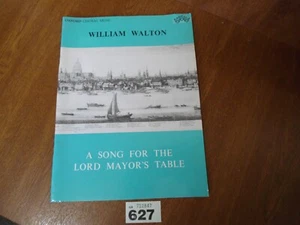 WILLIAM WALTON
A SONG FOR THE
LORD MAYOR'S TABLE
627